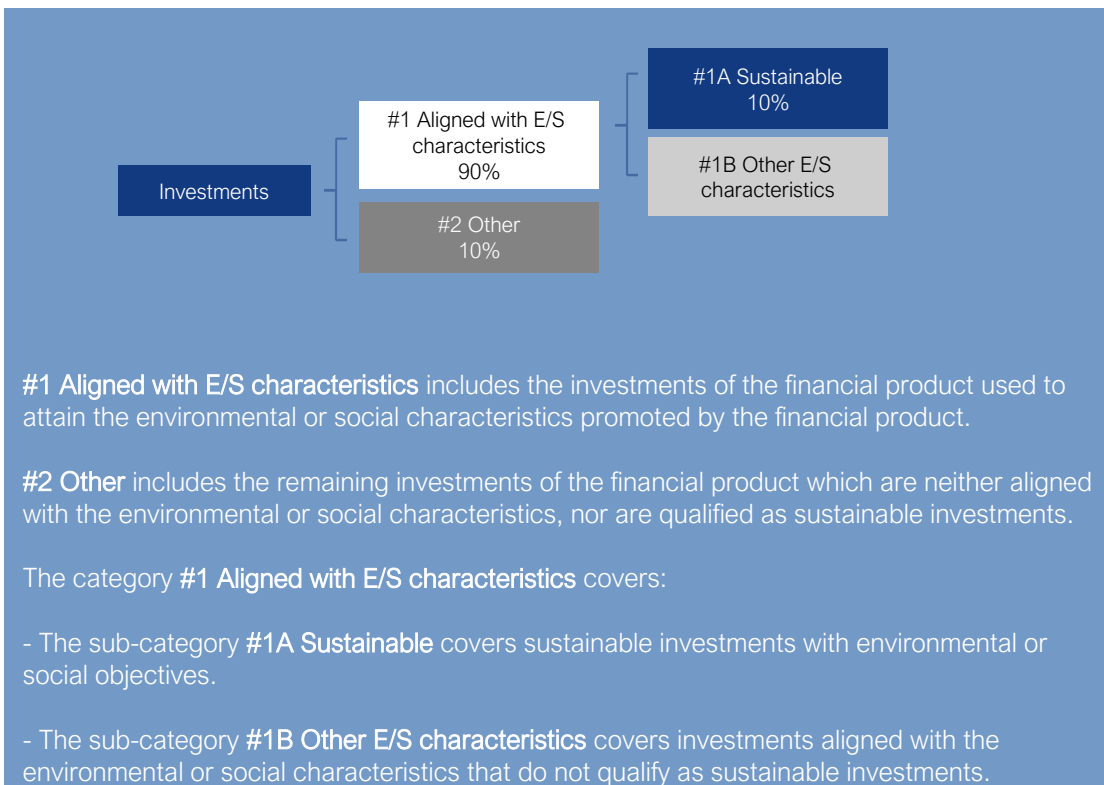 #1A Sustainable
10%
#1 Aligned with E/S
characteristics
90%
#1B Other E/S
characteristics
Investments
#2 Other
10%
#1 Aligned with E/S characteristics includes the investments of the financial product used to
attain the environmental or social characteristics promoted by the financial product.
#2 Other includes the remaining investments of the financial product which are neither aligned
with the environmental or social characteristics, nor are qualified as sustainable investments.
The category #1 Aligned with E/S characteristics covers:
- The sub-category #1A Sustainable covers sustainable investments with environmental or
social objectives.
- The sub-category #1B Other E/S characteristics covers investments aligned with the
environmental or social characteristics that do not qualify as sustainable investments.